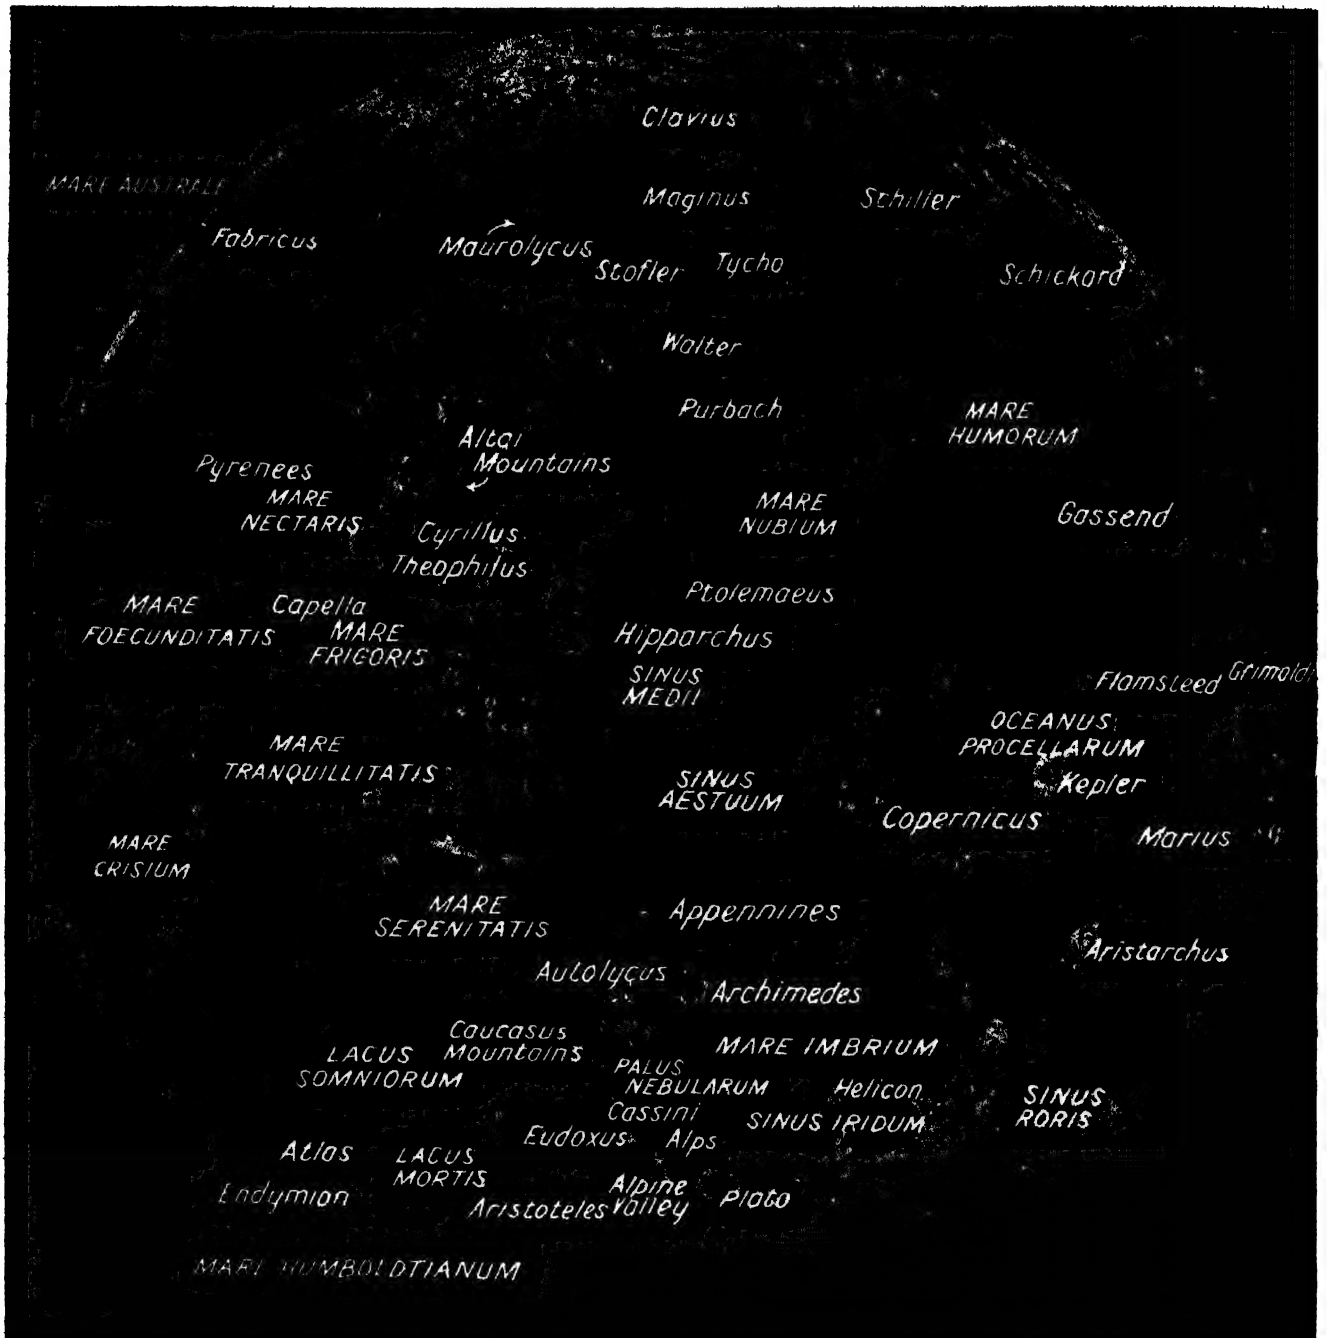 Clavius
MARE AUSTRALE
Maginus
Schiller
Fabricus
Maurolycus
Stofler
Tycho
Schickard
Walter
Purbach
MARE
HUMORUM
Altai
Mountains
Pyrenees
MARE
NECTARIS
MARE
NUBIUM
Gassend
Cyrillus
Theophilus
Ptolemaeus
MARE
FOECUNDITATIS
Capella
MARE
FRIGORIS
Hipparchus
SINUS
MEDII
Flamsteed
Grimaldi
OCEANUS
PROCELLARUM
MARE
TRANQUILLITATIS
SINUS
AESTUUM
Kepler
Copernicus
Marius
MARE
CRISIUM
MARE
SERENITATIS
Appennines
Aristarchus
Autolycus
Archimedes
Caucasus
Mountains
MARE IMBRIUM
LACUS
SOMNIORUM
PALUS
NEBULARUM
Helicon
SINUS
RORIS
Cassini
SINUS IRIDUM
Eudoxus
Alps
Atlas
LACUS
MORTIS
Endymion
Aristoteles
Alpine
Valley
Plato
MARE HUMBOLDTIANUM